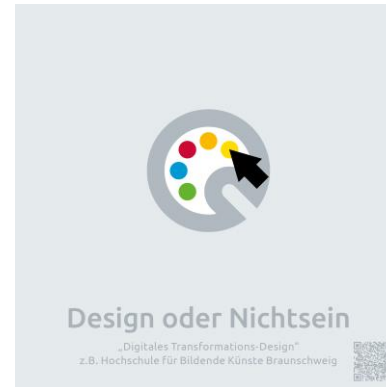 Design oder Nichtsein
„Digitales Transformations-Design“
z.B. Hochschule für Bildende Künste Braunschweig